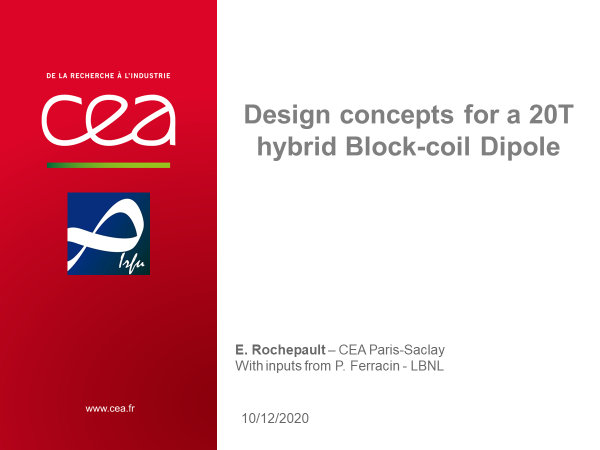 DE LA RECHERCHE À L'INDUSTRIE
cea
Irfu
www.cea.fr
Design concepts for a 20T
hybrid Block-coil Dipole
E. Rochepault – CEA Paris-Saclay
With inputs from P. Ferracin - LBNL
10/12/2020